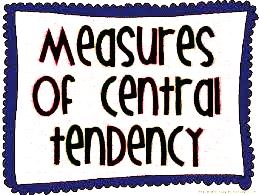 Measures
of central
tendency